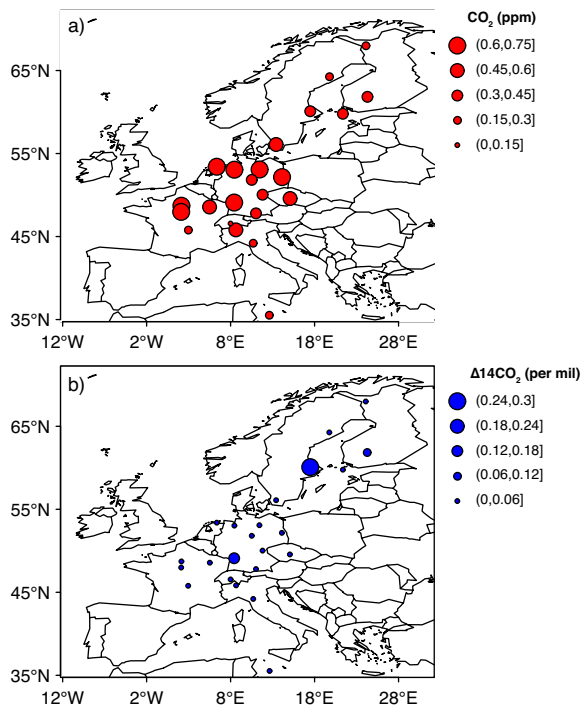 CO₂ (ppm)
a)
(0.6,0.75]
(0.45,0.6]
(0.3,0.45]
(0.15,0.3]
(0,0.15]
65°N
55°N
45°N
35°N
12°W 2°W 8°E 18°E 28°E
Δ14CO₂ (per mil)
b)
(0.24,0.3]
(0.18,0.24]
(0.12,0.18]
(0.06,0.12]
(0,0.06]
65°N
55°N
45°N
35°N
12°W 2°W 8°E 18°E 28°E